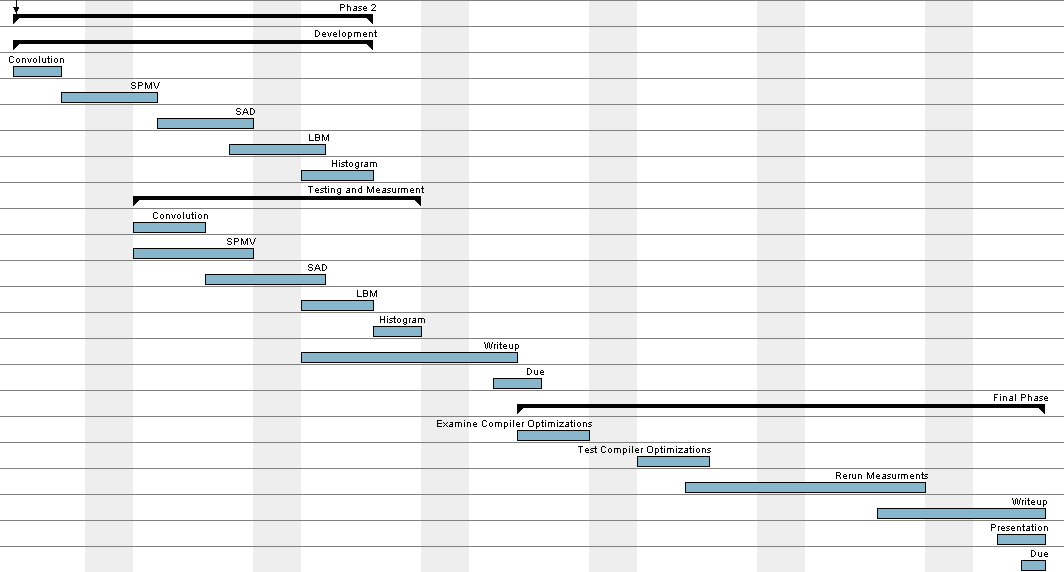 Phase 2
Development
Convolution
SPMV
SAD
LBM
Histogram
Testing and Measurment
Convolution
SPMV
SAD
LBM
Histogram
Writeup
Due
Final Phase
Examine Compiler Optimizations
Test Compiler Optimizations
Rerun Measurments
Writeup
Presentation
Due